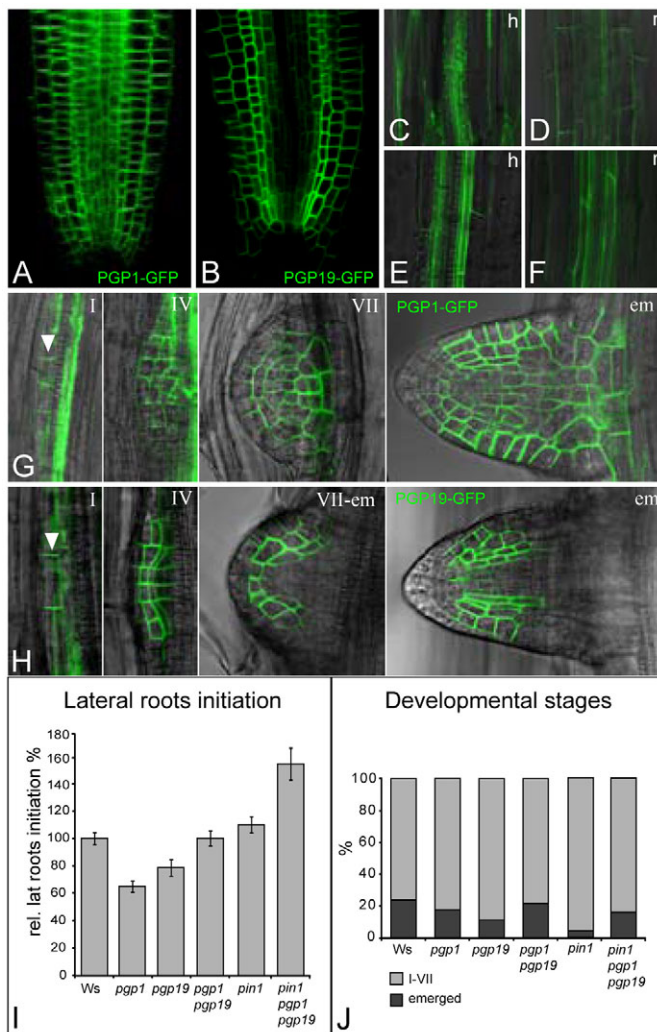 h
r
C
D
h
r
A
PGP1-GFP
B
PGP19-GFP
E
F
I
IV
VII
PGP1-GFP
em
G
I
IV
VII-em
PGP19-GFP
em
H
Lateral roots initiation
rel. lat roots initiation %
180
160
140
120
100
80
60
40
20
0
Ws
pgp1
pgp19
pgp1
pgp19
pin1
pin1
pgp1
pgp19
I
Developmental stages
%
100
80
60
40
20
0
Ws
pgp1
pgp19
pgp1
pgp19
pin1
pin1
pgp1
pgp19
I-VII
emerged
J